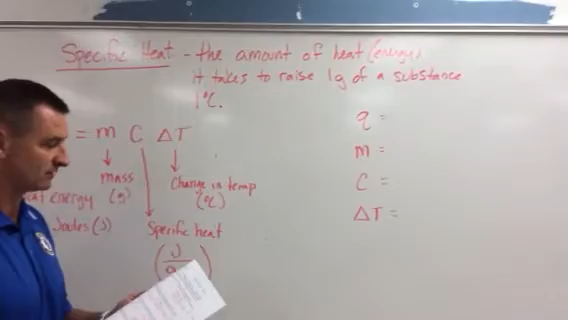 Specific Heat - the amount of heat (energy)
it takes to raise 1g of a substance
1°C.
q =
= m C ΔT
m =
mass
Change in temp
C =
energy
(g)
(°C)
ΔT =
Joules (J)
Specific heat
J